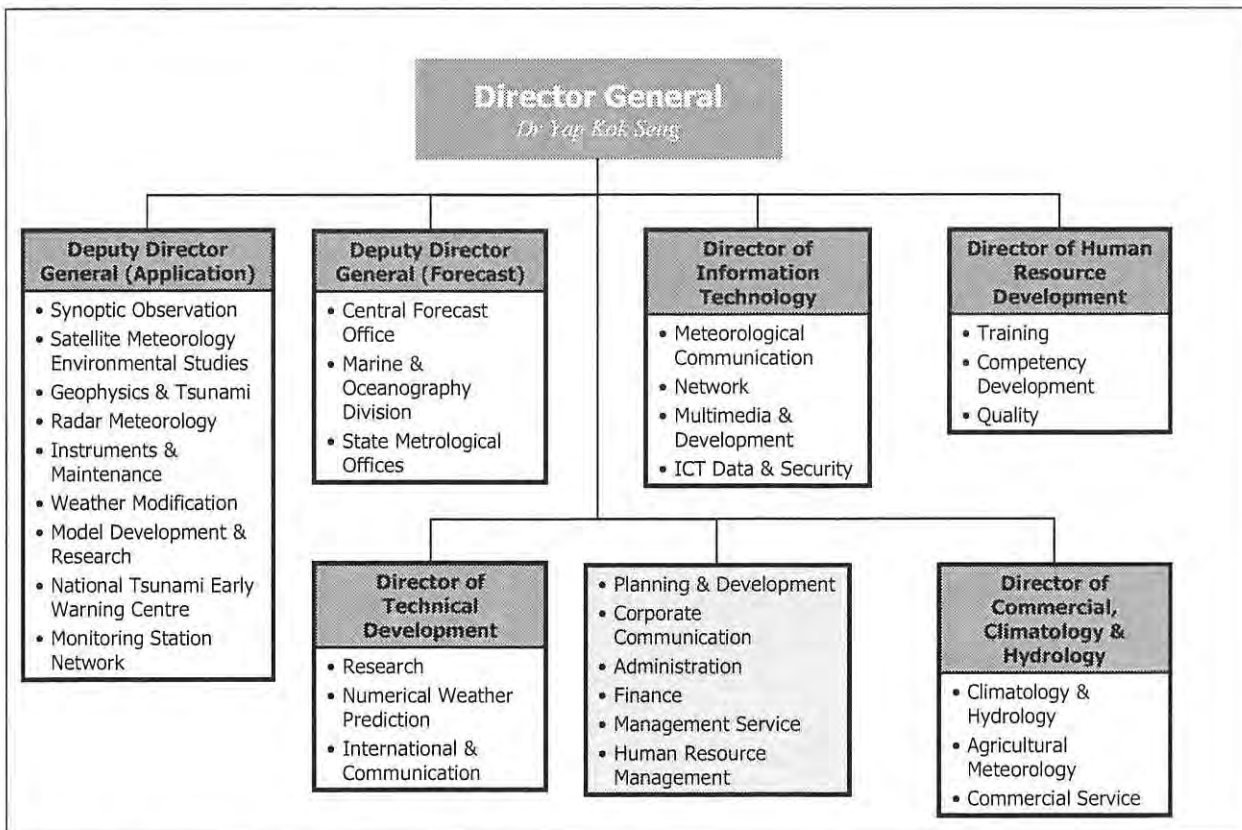 Director General
Dr Yap Kok Seng
Deputy Director
General (Application)
• Synoptic Observation
• Satellite Meteorology
Environmental Studies
• Geophysics & Tsunami
• Radar Meteorology
• Instruments &
Maintenance
• Weather Modification
• Model Development &
Research
• National Tsunami Early
Warning Centre
• Monitoring Station
Network
Deputy Director
General (Forecast)
• Central Forecast
Office
• Marine &
Oceanography
Division
• State Metrological
Offices
Director of
Information
Technology
• Meteorological
Communication
• Network
• Multimedia &
Development
• ICT Data & Security
Director of Human
Resource
Development
• Training
• Competency
Development
• Quality
Director of
Technical
Development
• Research
• Numerical Weather
Prediction
• International &
Communication
• Planning & Development
• Corporate
Communication
• Administration
• Finance
• Management Service
• Human Resource
Management
Director of
Commercial,
Climatology &
Hydrology
• Climatology &
Hydrology
• Agricultural
Meteorology
• Commercial Service